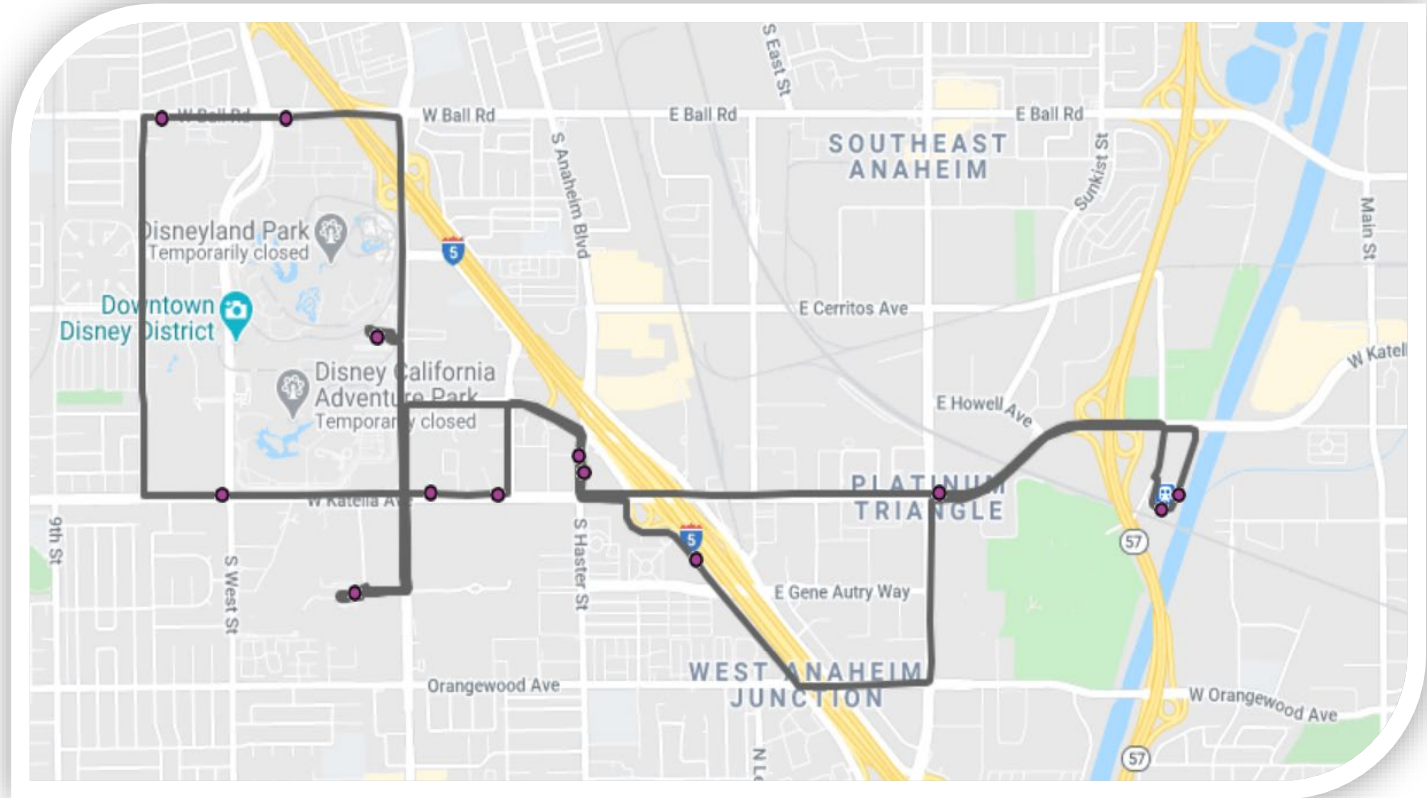 S East St
W Ball Rd
W Ball Rd
E Ball Rd
E Ball Rd
SOUTHEAST
ANAHEIM
S Anaheim Blvd
Sunkist St
Main St
Disneyland Park
Temporarily closed
5
Downtown
Disney District
E Cerritos Ave
W Katell
Disney California
Adventure Park
Temporarily closed
E Howell Ave
W Katella Ave
PLATINUM
TRIANGLE
9th St
S West St
S Haster St
5
57
E Gene Autry Way
WEST ANAHEIM
JUNCTION
Orangewood Ave
W Orangewood Ave
57